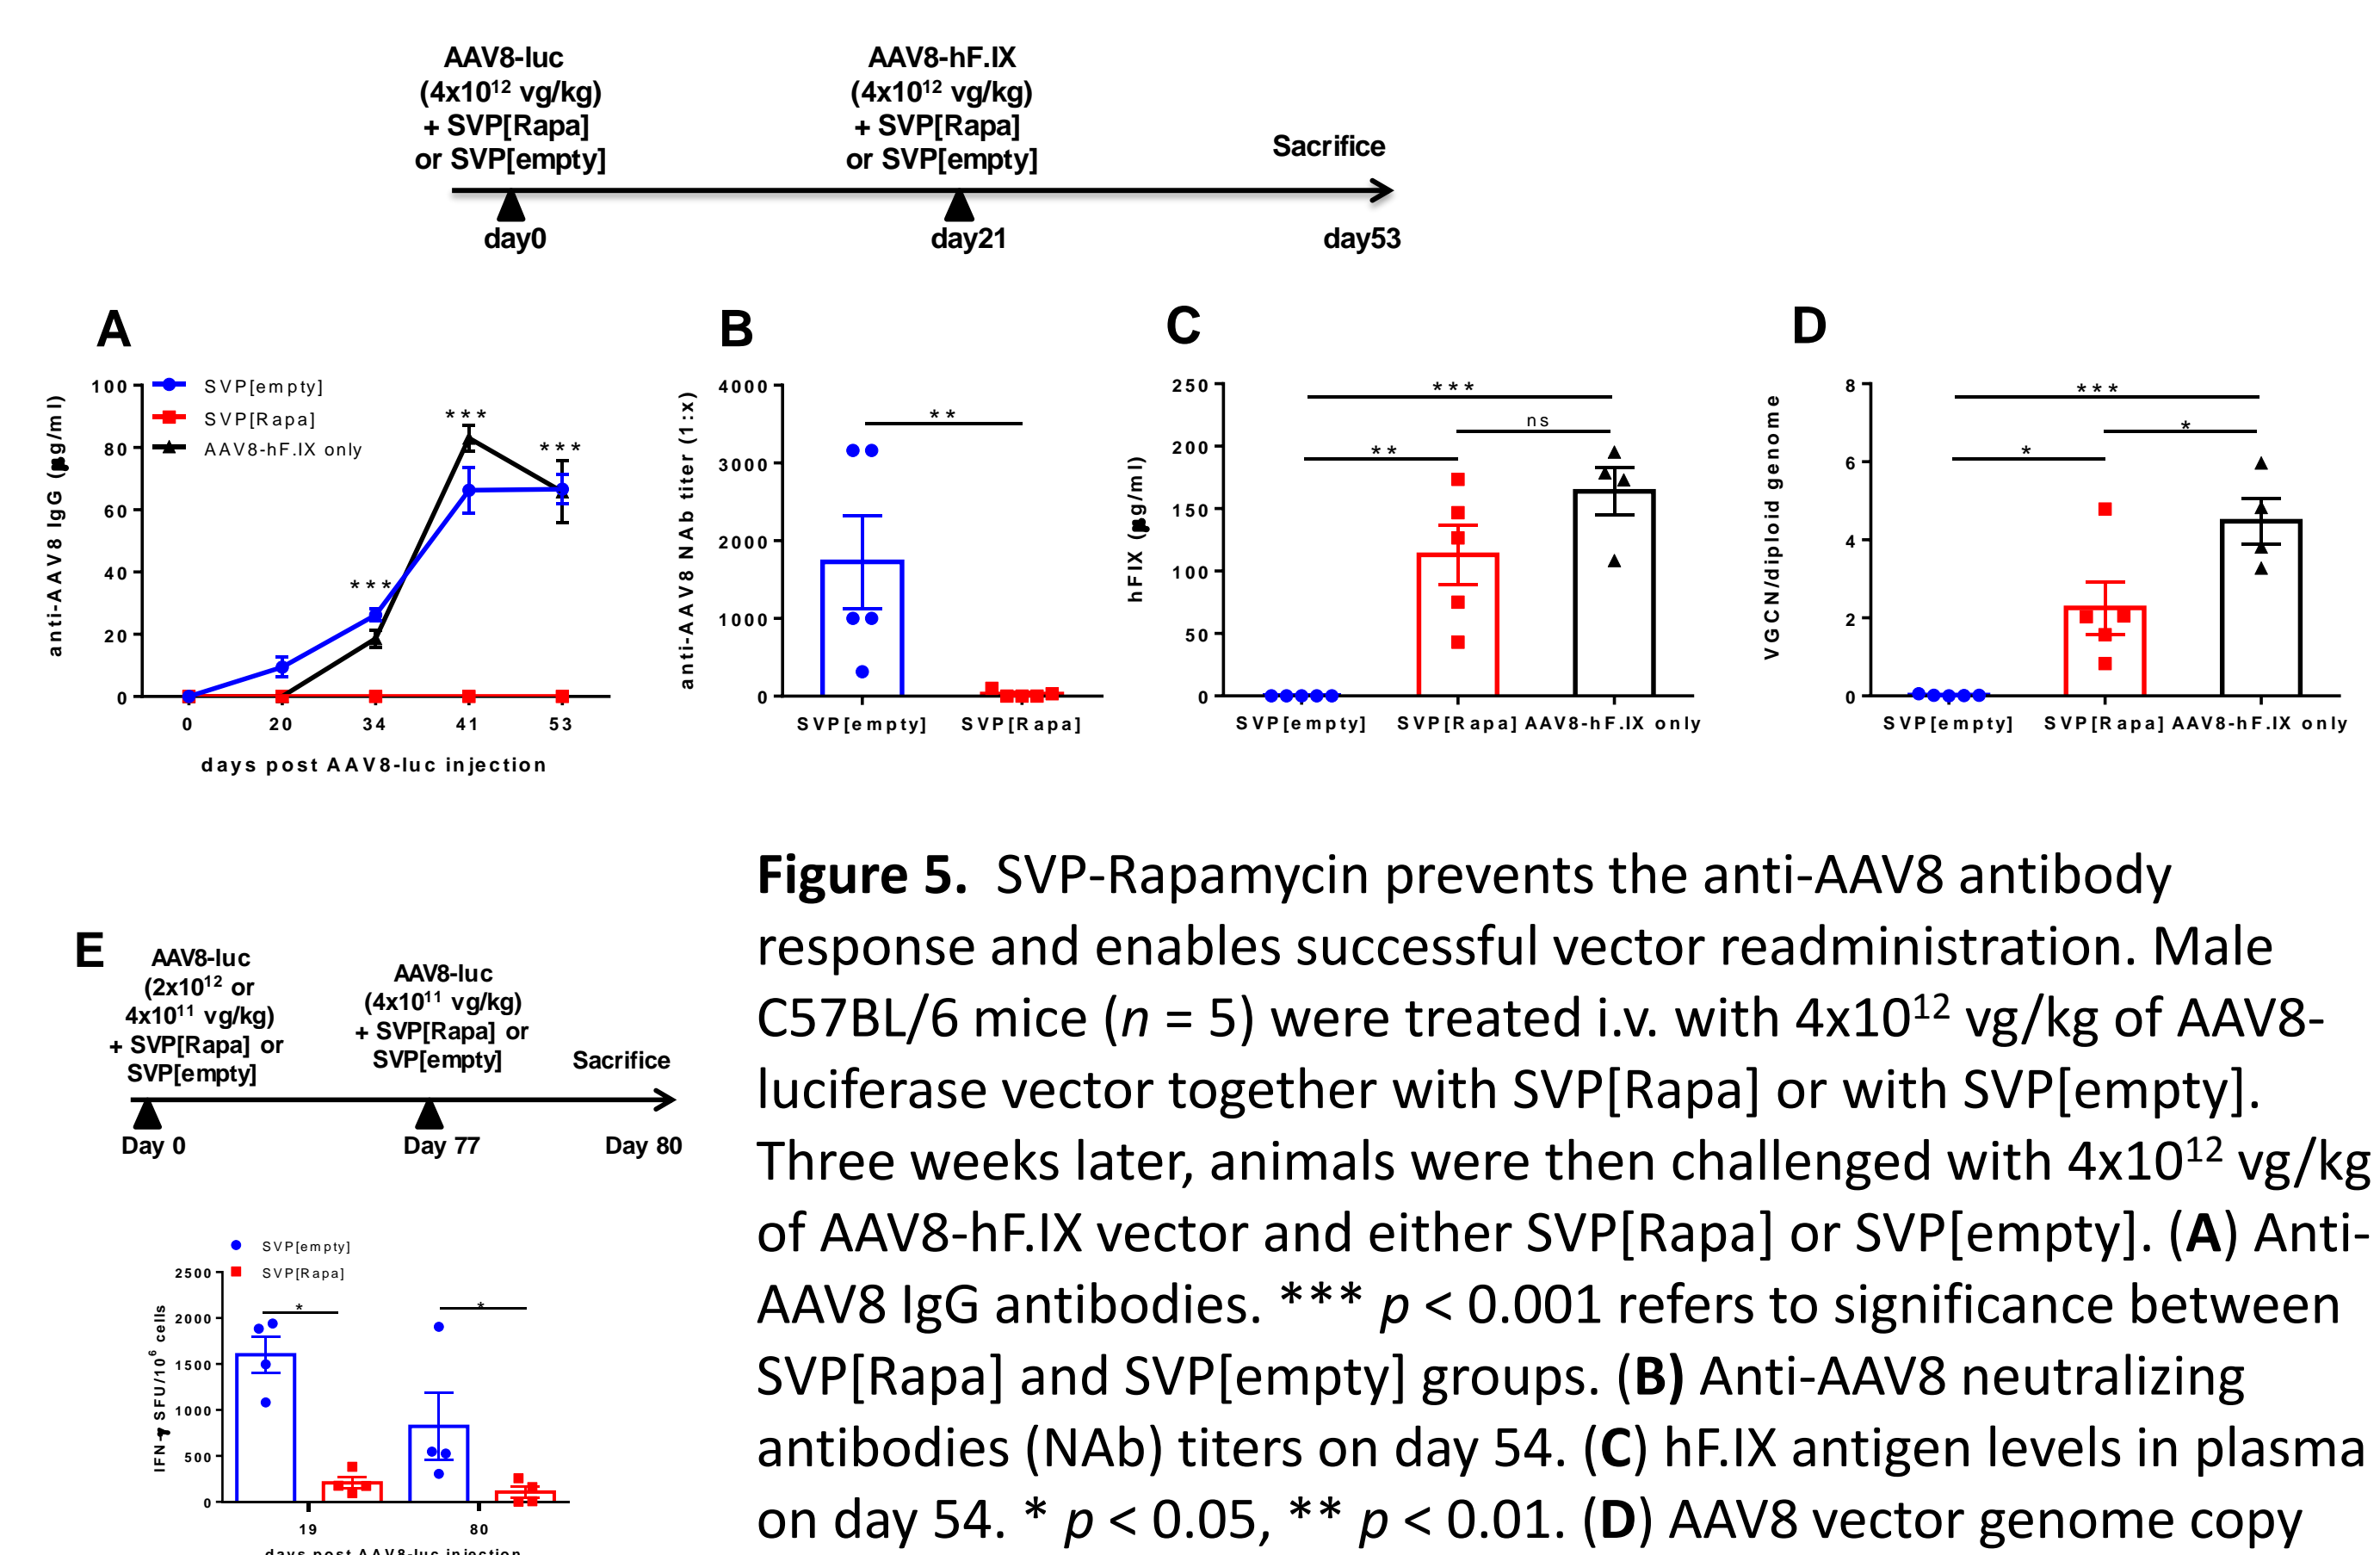 AAV8-luc
(4x10¹² vg/kg)
+ SVP[Rapa]
or SVP[empty]
AAV8-hF.IX
(4x10¹² vg/kg)
+ SVP[Rapa]
or SVP[empty]
Sacrifice
day0
day21
day53
A
anti-AAV8 IgG (µg/ml)
100
80
60
40
20
0
SVP[empty]
SVP[Rapa]
AAV8-hF.IX only
***
***
***
0 20 34 41 53
days post AAV8-luc injection
B
anti-AAV8 NAb titer (1:x)
4000
3000
2000
1000
0
**
SVP[empty] SVP[Rapa]
C
hFIX (µg/ml)
250
200
150
100
50
0
***
ns
**
SVP[empty] SVP[Rapa] AAV8-hF.IX only
D
VGCN/diploid genome
8
6
4
2
0
***
*
*
SVP[empty] SVP[Rapa] AAV8-hF.IX only
E
AAV8-luc
(2x10¹² or
4x10¹¹ vg/kg)
+ SVP[Rapa] or
SVP[empty]
AAV8-luc
(4x10¹¹ vg/kg)
+ SVP[Rapa] or
SVP[empty]
Sacrifice
Day 0
Day 77
Day 80
SVP[empty]
SVP[Rapa]
IFN-γ SFU/10⁶ cells
2500
2000
1500
1000
500
0
*
*
19 80
days post AAV8-luc injection
Figure 5. SVP-Rapamycin prevents the anti-AAV8 antibody
response and enables successful vector readministration. Male
C57BL/6 mice (n = 5) were treated i.v. with 4x10¹² vg/kg of AAV8-
luciferase vector together with SVP[Rapa] or with SVP[empty].
Three weeks later, animals were then challenged with 4x10¹² vg/kg
of AAV8-hF.IX vector and either SVP[Rapa] or SVP[empty]. (A) Anti-
AAV8 IgG antibodies. *** p < 0.001 refers to significance between
SVP[Rapa] and SVP[empty] groups. (B) Anti-AAV8 neutralizing
antibodies (NAb) titers on day 54. (C) hF.IX antigen levels in plasma
on day 54. * p < 0.05, ** p < 0.01. (D) AAV8 vector genome copy